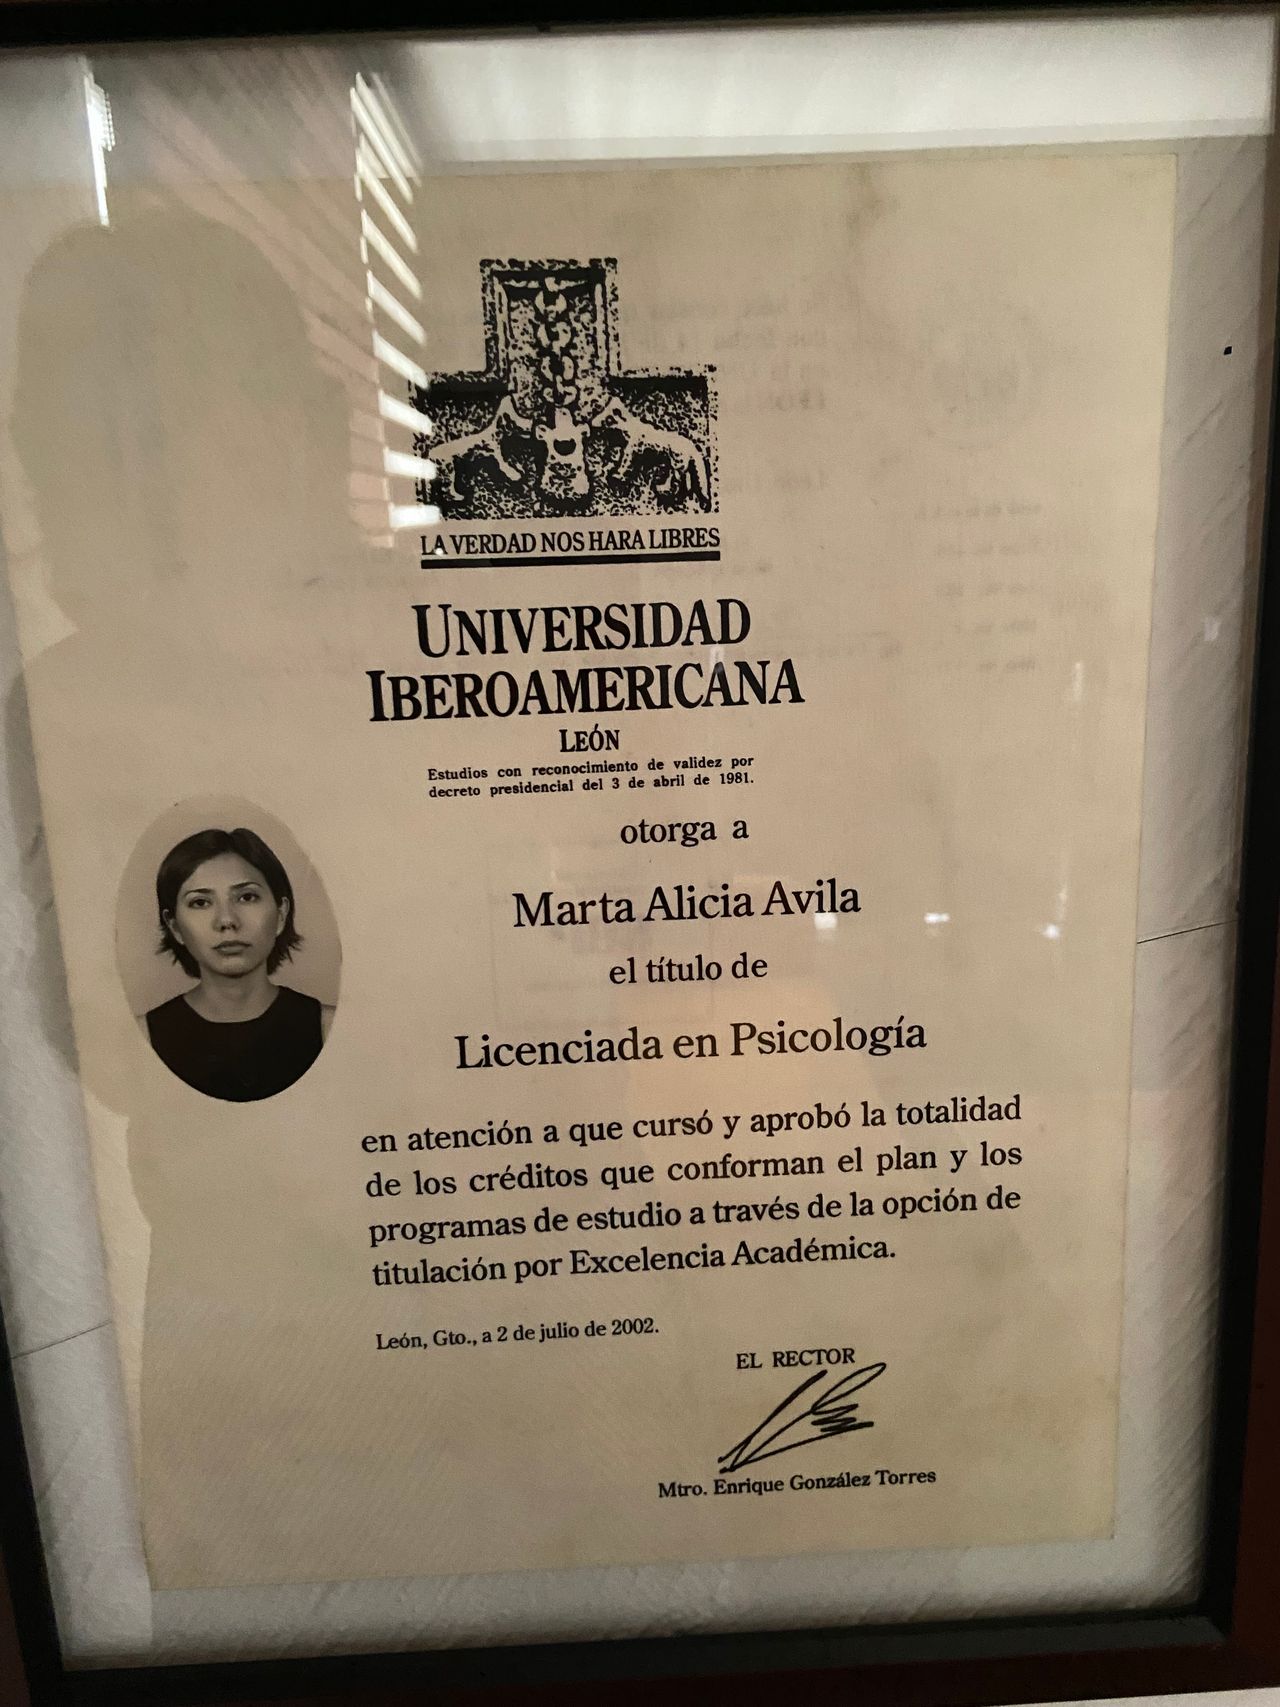 LA VERDAD NOS HARA LIBRES
UNIVERSIDAD
IBEROAMERICANA
LEÓN
Estudios con reconocimiento de validez por
decreto presidencial del 3 de abril de 1981.
otorga a
Marta Alicia Avila
el título de
Licenciada en Psicología
en atención a que cursó y aprobó la totalidad
de los créditos que conforman el plan y los
programas de estudio a través de la opción de
titulación por Excelencia Académica.
León, Gto., a 2 de julio de 2002.
EL RECTOR
Mtro. Enrique González Torres